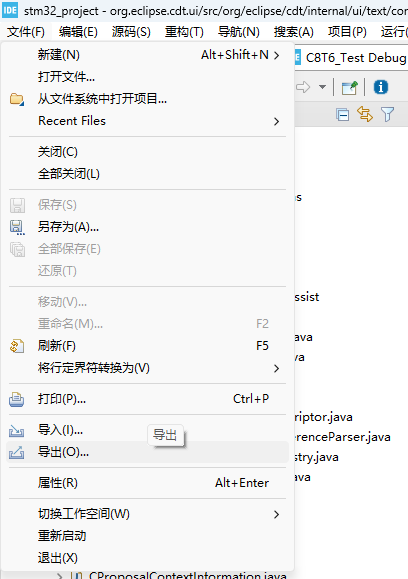 IDE stm32_project - org.eclipse.cdt.ui/src/org/eclipse/cdt/internal/ui/text/cor
文件(F) 编辑(E) 源码(S) 重构(T) 导航(N) 搜索(A) 项目(P) 运行(
新建(N) Alt+Shift+N
IDE C8T6_Test Debug
打开文件...
从文件系统中打开项目...
Recent Files
关闭(C)
全部关闭(L)
保存(S)
另存为(A)...
全部保存(E)
还原(T)
移动(V)...
ssist
重命名(M)... F2
刷新(F) F5
ava
va
将行定界符转换为(V)
打印(P)... Ctrl+P
导入(I)...
导出
riptor.java
erenceParser.java
导出(O)...
stry.java
属性(R) Alt+Enter
ava
切换工作空间(W)
重新启动
退出(X)
CProposalContextInformation.java